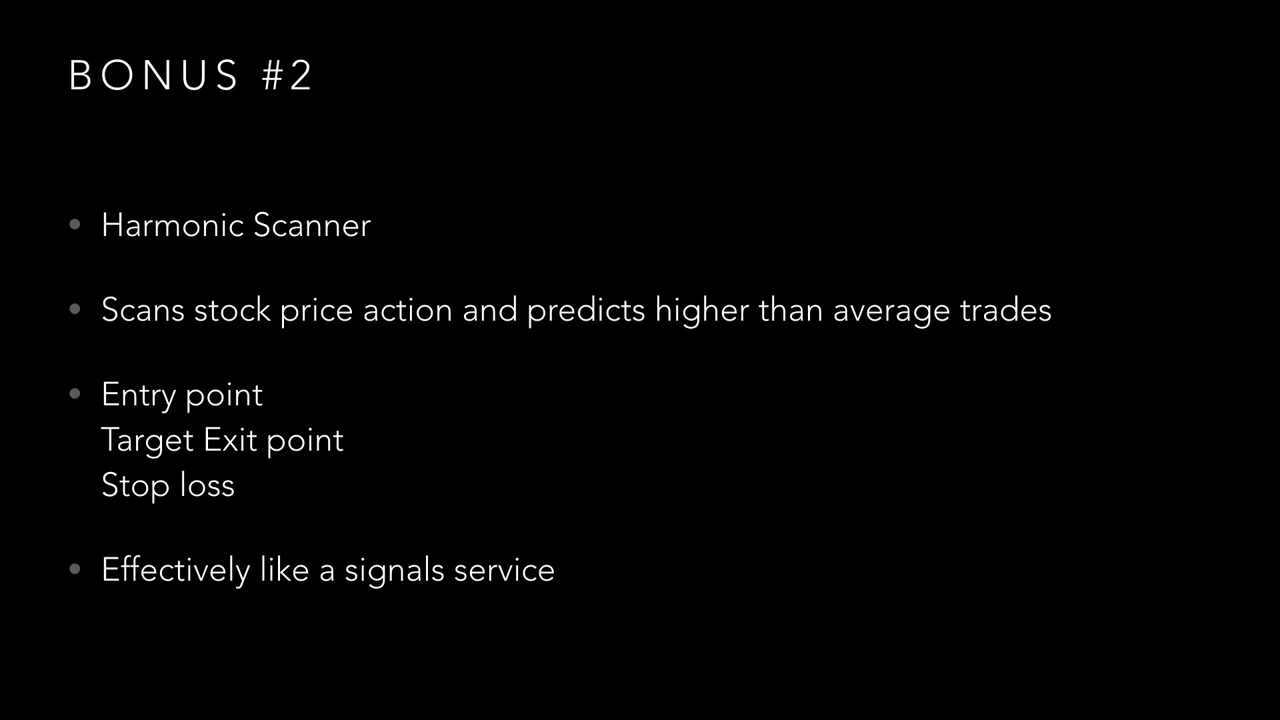 BONUS #2
• Harmonic Scanner
• Scans stock price action and predicts higher than average trades
• Entry point
Target Exit point
Stop loss
• Effectively like a signals service